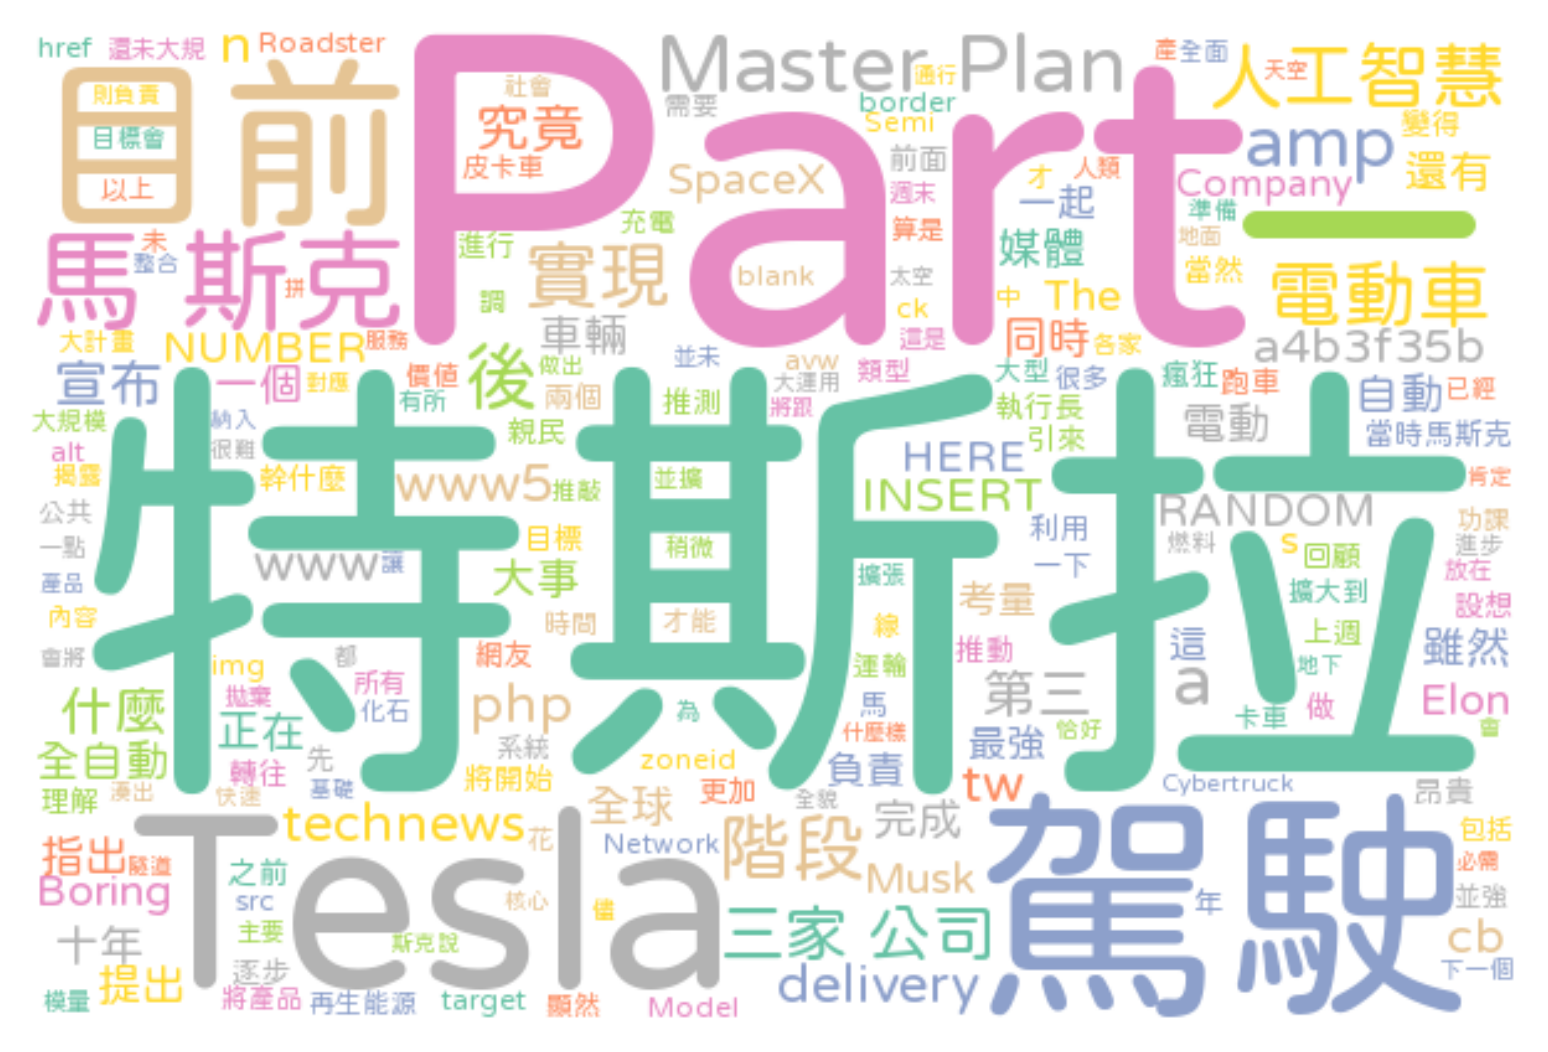 href 還未大規 n Roadster Master Plan 產 全面
目前 Part 人工智慧
則負責 社會 通行 天空
目標會 究竟 需要 border amp 變得
以上 皮卡車 SpaceX Semi 前面 才 人類 Company 還有
馬 斯克 未 進行 充電 週末 一起 準備 一
整合 拼 實現 blank 算是 媒體 地面
調 太空 ck 中 The 當然 電動車
大計畫 NUMBER 服務 車輛 並未 avw 這是 同時 各家 a4b3f35b
宣布 一個 對應 價值 後 做出 大運用 類型 大型 很多 瘋狂 跑車 自動 已經
大規模 納入 有所 兩個 推測 將跟 執行長 電動
特斯拉
alt 很難 親民 引來 當時馬斯克
揭露 幹什麼 www5 推敲 並擴 HERE INSERT 肯定
公共 RANDOM 功課
一點 www 讓 目標 稍微 利用 燃料 s 回顧 進步
產品 大事 擴張 一下 擴大到 放在
內容 時間 才能 線 考量 上週 設想
會將 img 都 網友 運輸 推動 這 地下 雖然
什麼 拋棄 所有 php 為 馬 第三 a 做 Elon
正在 化石 什麼樣 恰好 卡車 會
全自動 轉往 先 系統 zoneid 負責 最強
理解 湊出 快速 基礎 將開始 更加 全貌 tw Cybertruck 昂貴
Tesla technews 花 全球 階段 完成 駕駛 包括
指出 隧道 Network 必需
Boring 之前 src 核心 Musk 年 並強
十年 主要 斯克說 儘 三家 公司 cb
提出 逐步 delivery 下一個
模量 將產品 再生能源 target 顯然 Model